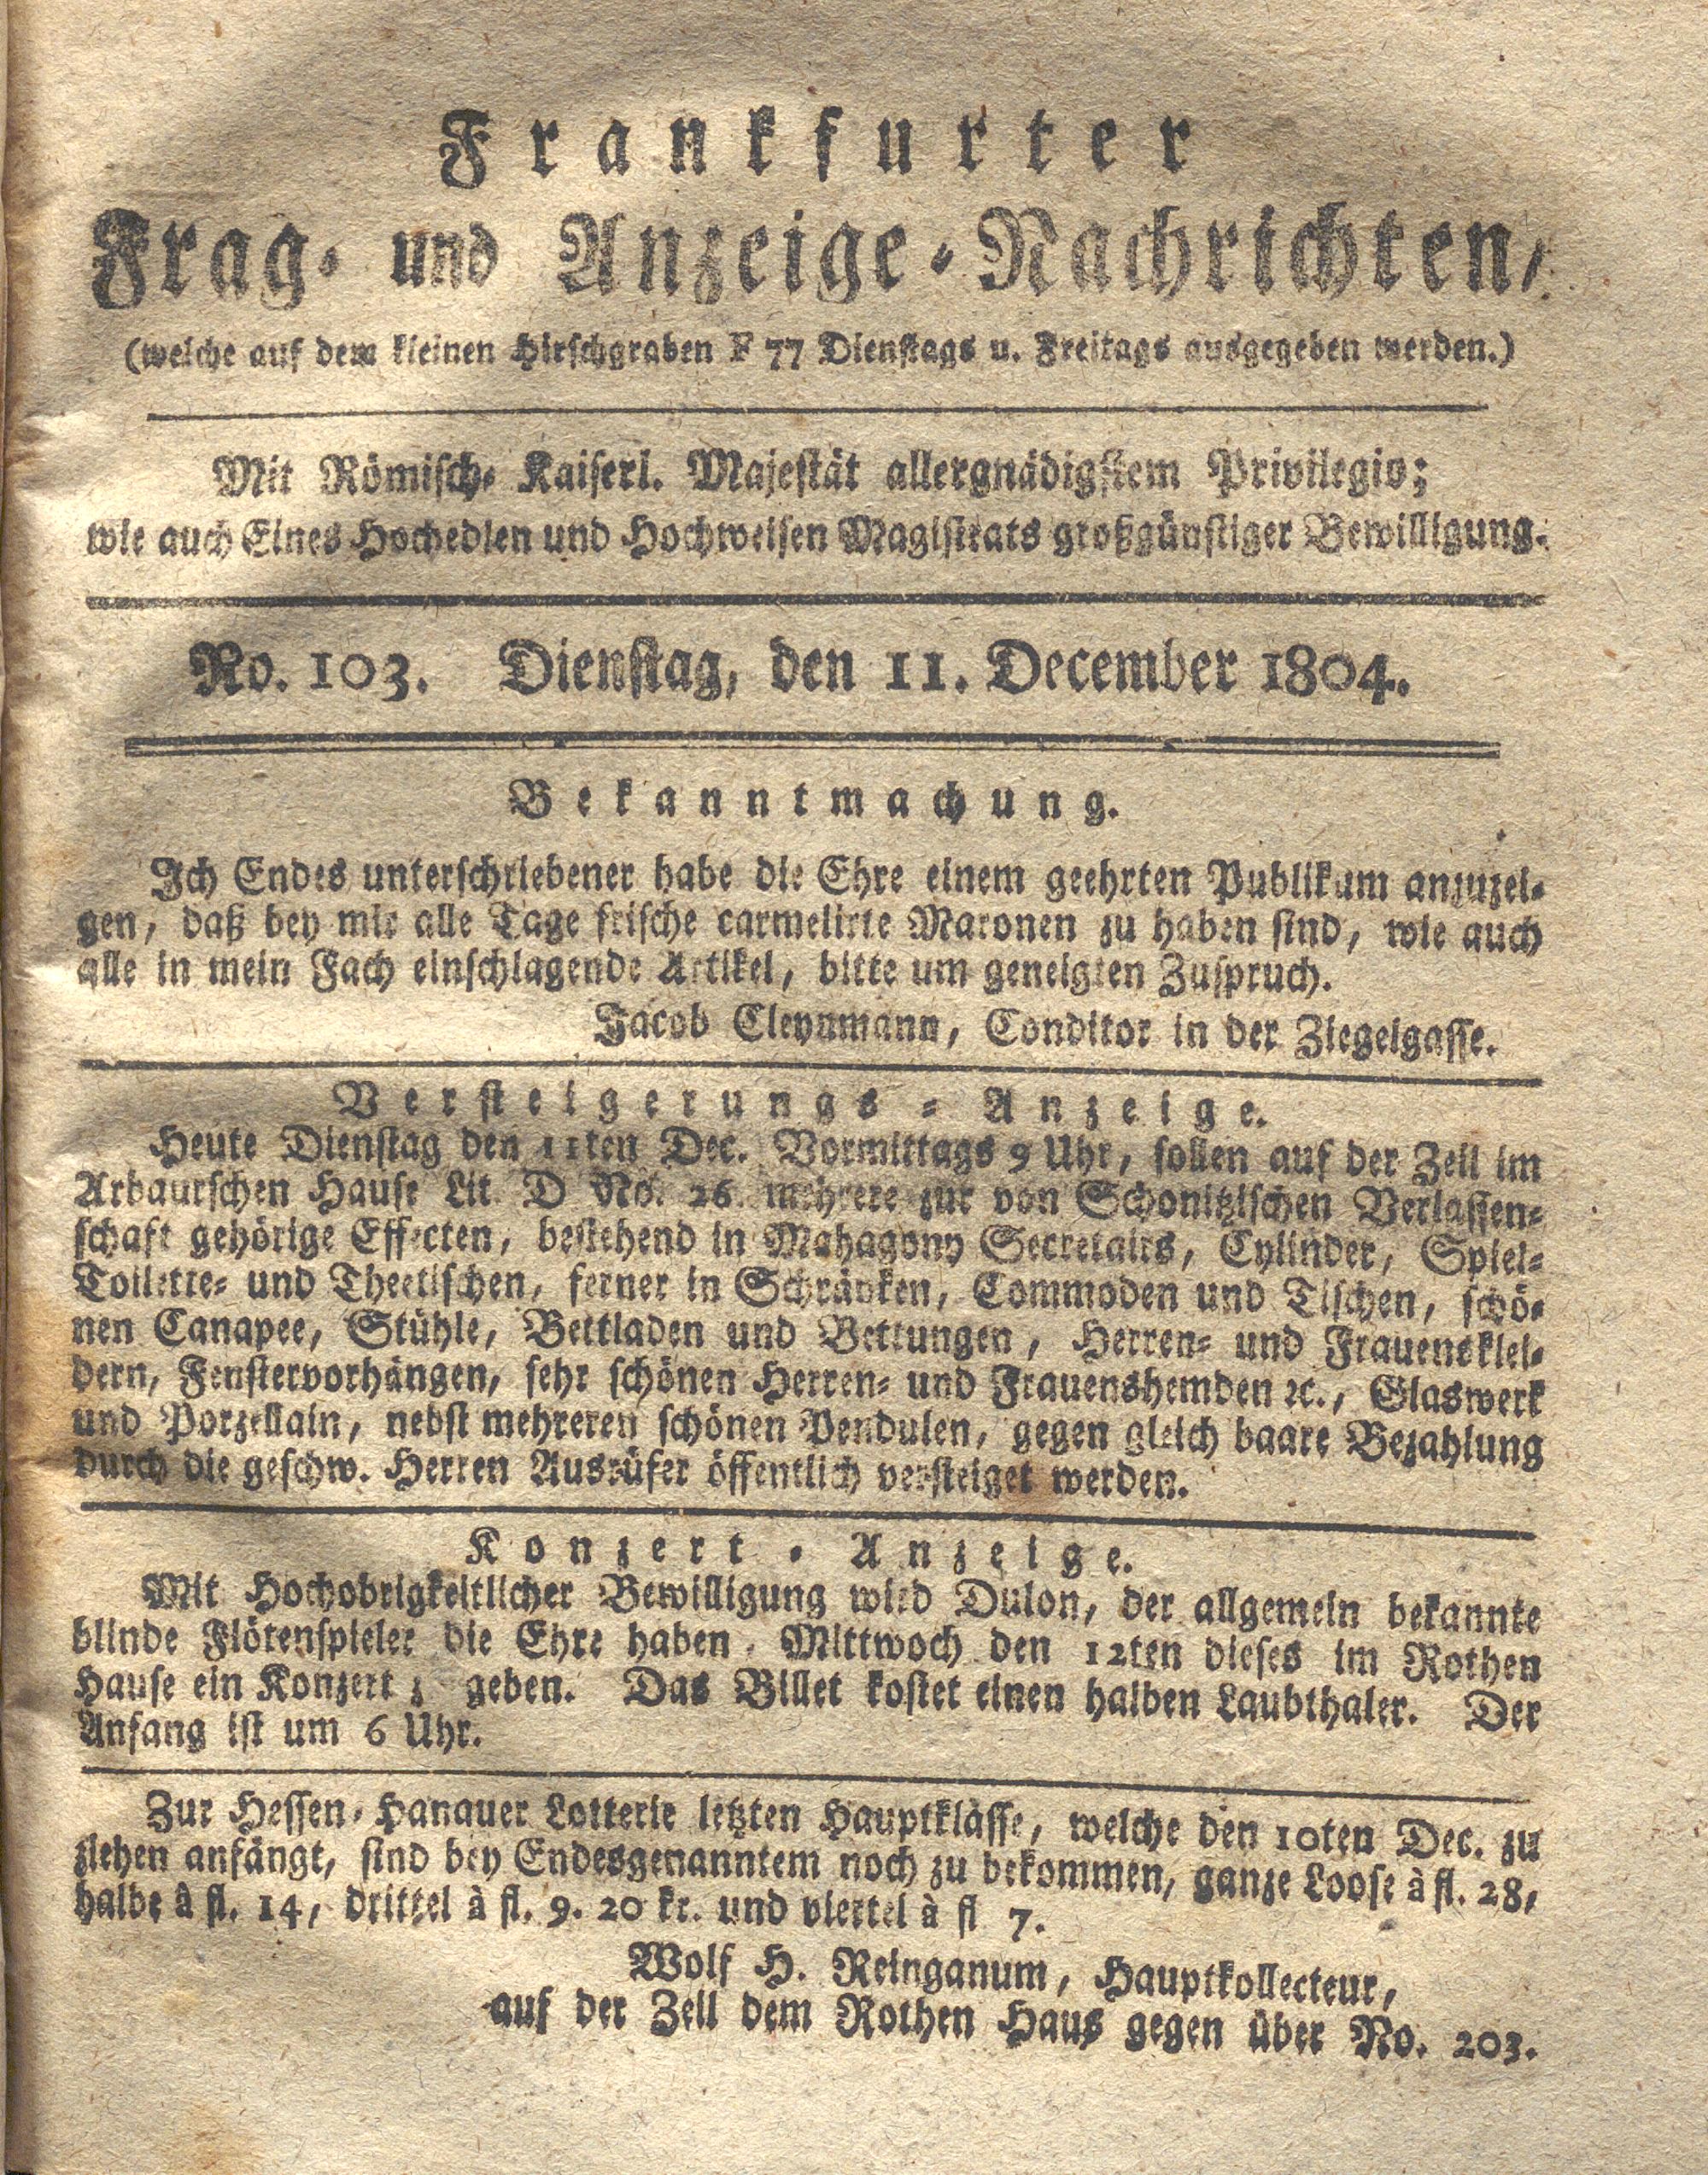 Frankfurter
Frag- und Anzeige-Nachrichten,
(welche auf dem kleinen Hirschgraben F 77 Dienstags u. Freitags ausgegeben werden.)
Mit Römisch- Kaiserl. Majestät allergnädigstem Privilegio;
wie auch Eines Hochedlen und Hochweisen Magistrats großgünstiger Bewilligung.
No. 103. Dienstag, den 11. December 1804.
Bekanntmachung.
Ich Endes unterschriebener habe die Ehre einem geehrten Publikum anzuzei-
gen, daß bey mir alle Tage frische carmelirte Maronen zu haben sind, wie auch
alle in mein Fach einschlagende Artikel, bitte um geneigten Zuspruch.
Jacob Cleynmann, Conditor in der Ziegelgasse.
Versteigerungs-Anzeige.
Heute Dienstag den 11ten Dec. Vormittags 9 Uhr, sollen auf der Zeil im
Arbaurschen Hause Lit. D No. 26. mehrere zur von Schonitzischen Verlassen-
schaft gehörige Effecten, bestehend in Mahagony Secretairs, Cylinder, Spiel-
Toilette- und Theetischen, ferner in Schränken, Commoden und Tischen, schö-
nen Canapee, Stühle, Bettladen und Bettungen, Herren- und Frauensklei-
dern, Fenstervorhängen, sehr schönen Herren- und Frauenshemden ꝛc., Glaswerk
und Porzellain, nebst mehreren schönen Pendulen, gegen gleich baare Bezahlung
durch die geschw. Herren Ausrüfer öffentlich versteiget werden.
Konzert-Anzeige.
Mit Hochobrigkeitlicher Bewilligung wird Dülon, der allgemein bekannte
blinde Flötenspieler die Ehre haben, Mittwoch den 12ten dieses im Rothen
Hause ein Konzert z geben. Das Billet kostet einen halben Laubthaler. Der
Anfang ist um 6 Uhr.
Zur Hessen-Hanauer Lotterie letzten Hauptklasse, welche den 10ten Dec. zu
ziehen anfängt, sind bey Endesgenanntem noch zu bekommen, ganze Loose à fl. 28,
halbe à fl. 14, drittel à fl. 9. 20 kr. und viertel à fl 7.
Wolf H. Reinganum, Hauptkollecteur,
auf der Zeil dem Rothen Haus gegen über No. 203.